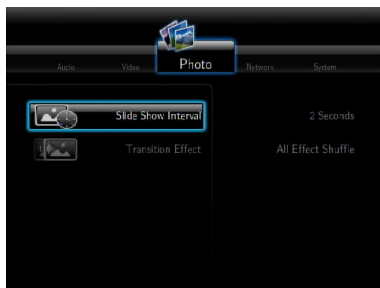 Audio Video Photo Network System
Slide Show Interval 2 Seconds
Transition Effect All Effect Shuffle